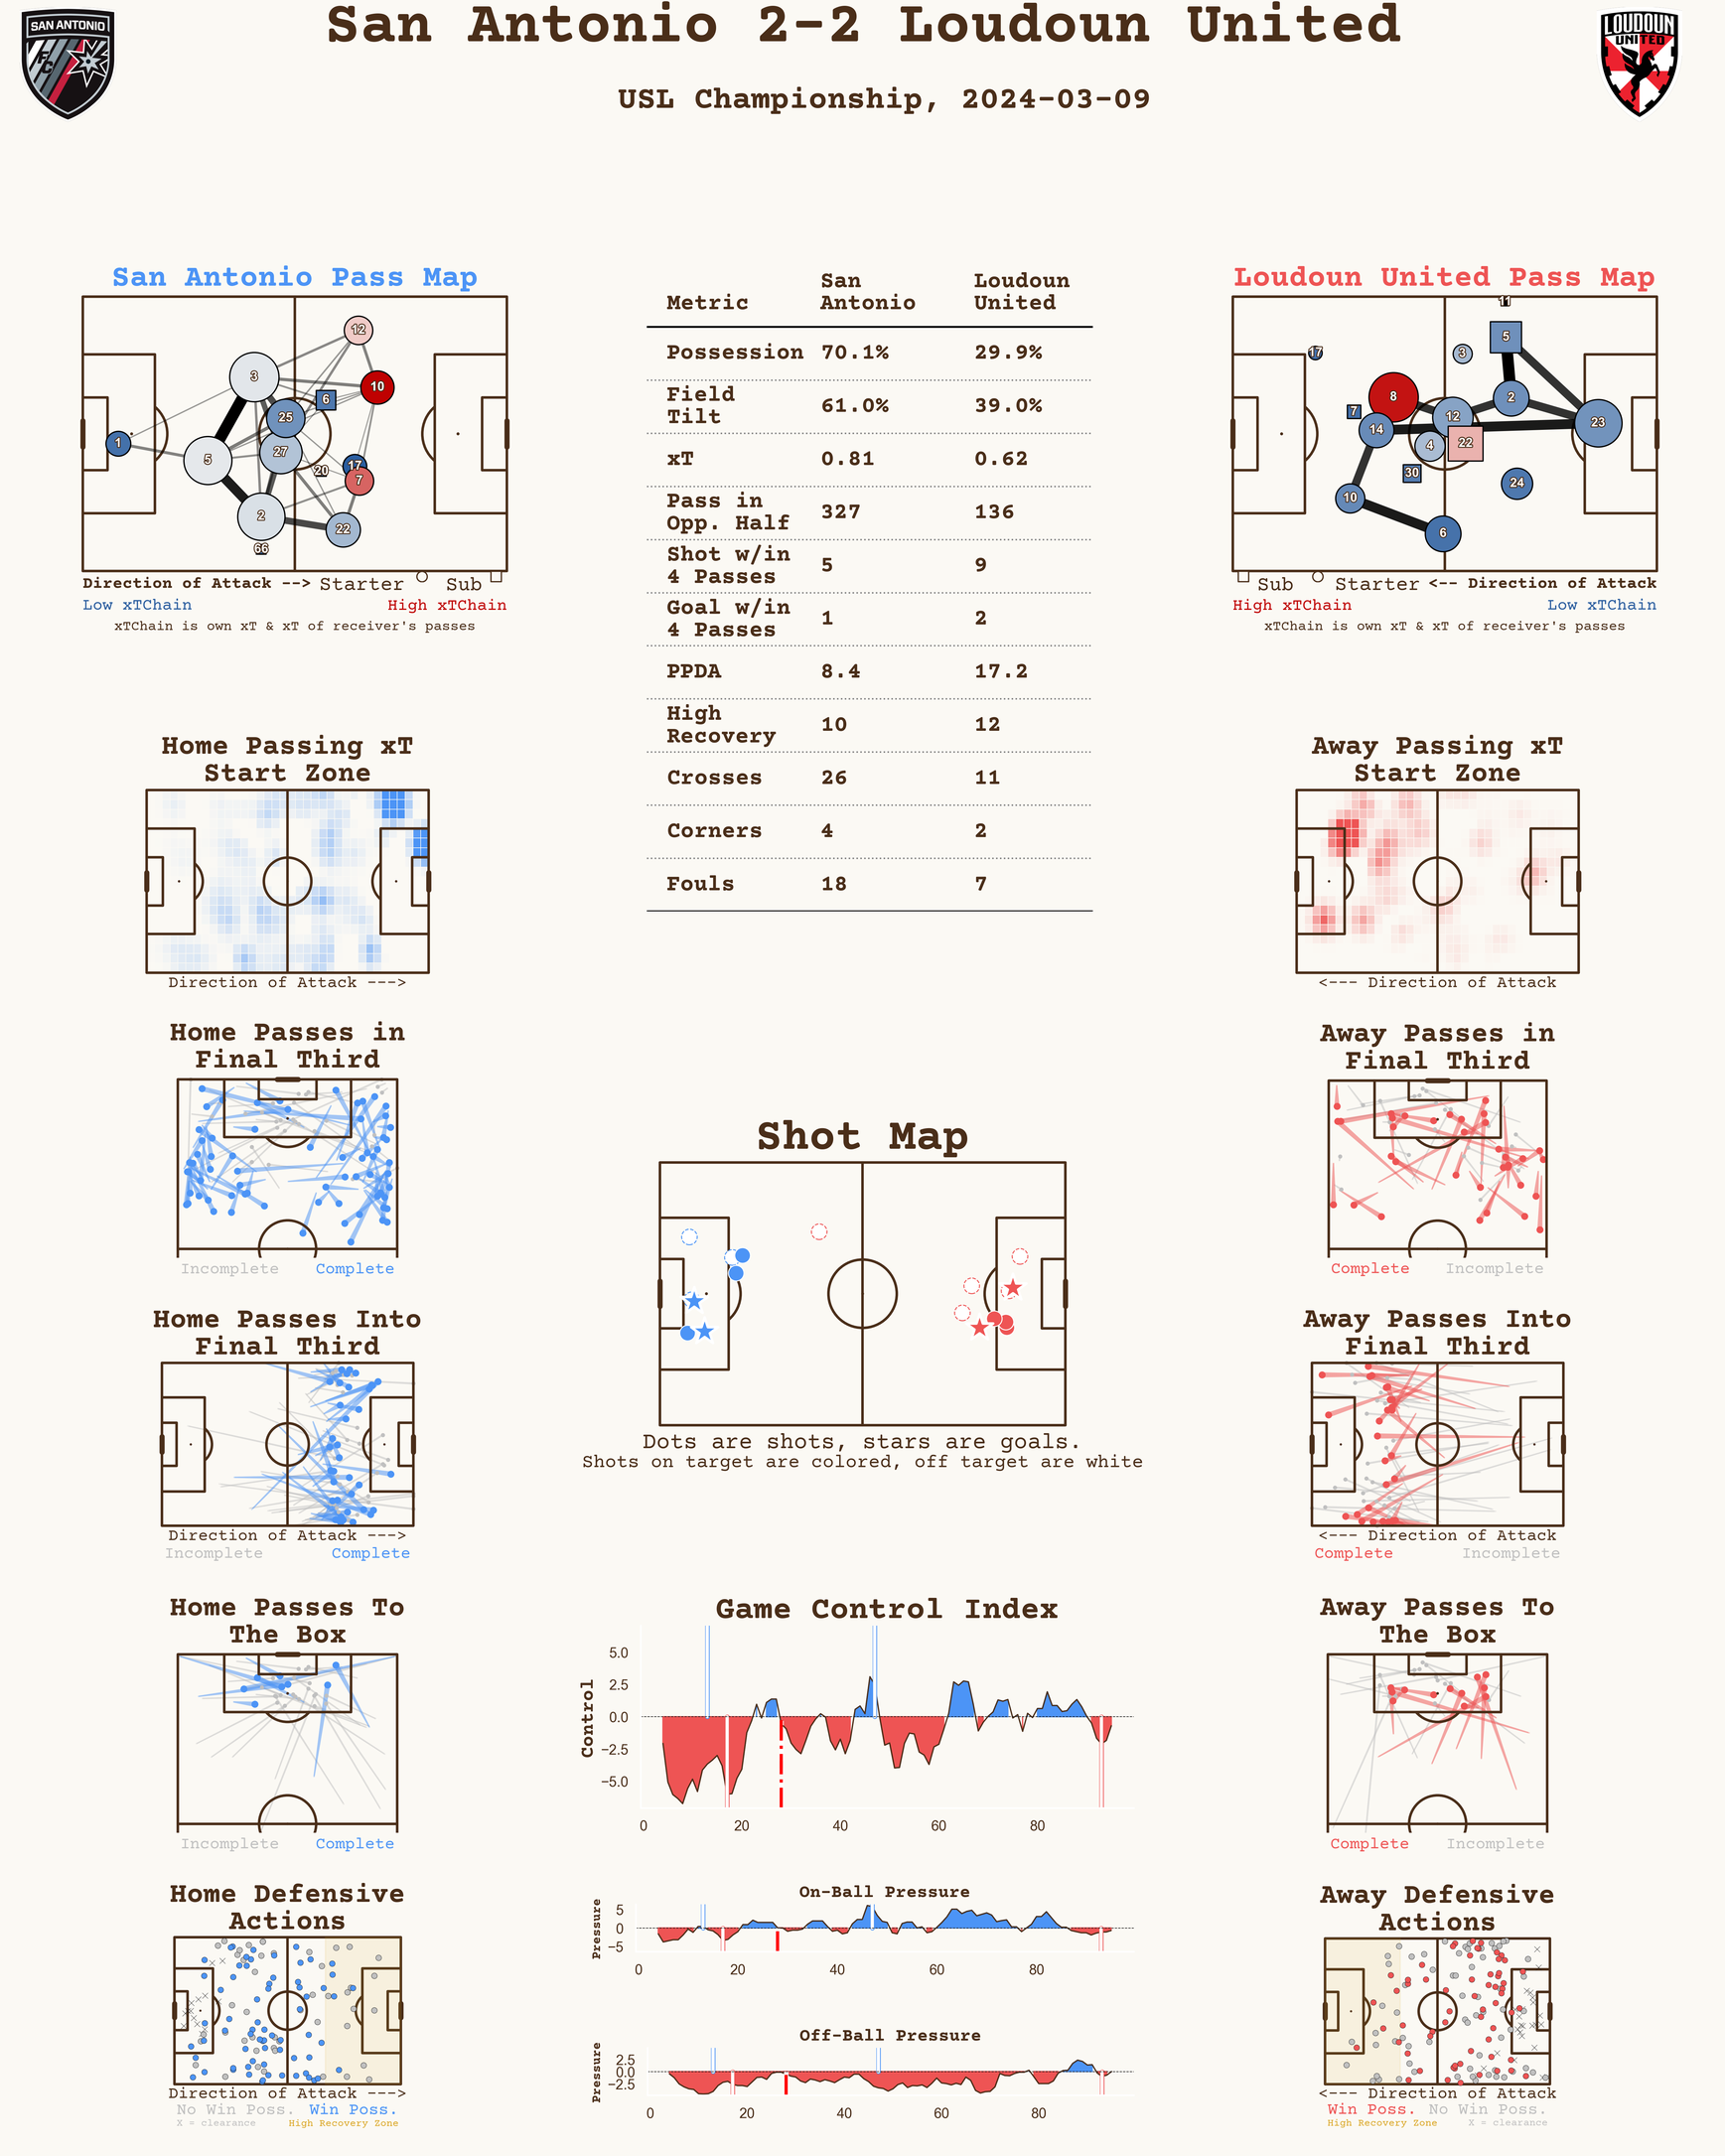 San Antonio 2-2 Loudoun United
USL Championship, 2024-03-09
SAN ANTONIO
FC
LOUDOUN
UNITED
San Antonio Pass Map
12
3
10
6
25
1
27
5
20
17
7
2
22
66
Direction of Attack --> Starter Sub
Low xTChain High xTChain
xTChain is own xT & xT of receiver's passes
Metric San Antonio Loudoun United
Possession 70.1% 29.9%
Field Tilt 61.0% 39.0%
xT 0.81 0.62
Pass in Opp. Half 327 136
Shot w/in 4 Passes 5 9
Goal w/in 4 Passes 1 2
PPDA 8.4 17.2
High Recovery 10 12
Crosses 26 11
Corners 4 2
Fouls 18 7
Loudoun United Pass Map
11
5
17
3
8
2
7
12
23
14
4
22
30
24
10
6
Sub Starter <-- Direction of Attack
High xTChain Low xTChain
xTChain is own xT & xT of receiver's passes
Home Passing xT
Start Zone
Direction of Attack --->
Away Passing xT
Start Zone
<--- Direction of Attack
Home Passes in
Final Third
Incomplete Complete
Away Passes in
Final Third
Complete Incomplete
Shot Map
Dots are shots, stars are goals.
Shots on target are colored, off target are white
Home Passes Into
Final Third
Direction of Attack --->
Incomplete Complete
Away Passes Into
Final Third
<--- Direction of Attack
Complete Incomplete
Home Passes To
The Box
Incomplete Complete
Game Control Index
Control
5.0
2.5
0.0
−2.5
−5.0
0 20 40 60 80
Away Passes To
The Box
Complete Incomplete
Home Defensive
Actions
Direction of Attack --->
No Win Poss. Win Poss.
X = clearance High Recovery Zone
On-Ball Pressure
Pressure
5
0
−5
0 20 40 60 80
Off-Ball Pressure
Pressure
2.5
0.0
−2.5
0 20 40 60 80
Away Defensive
Actions
<--- Direction of Attack
Win Poss. No Win Poss.
High Recovery Zone X = clearance